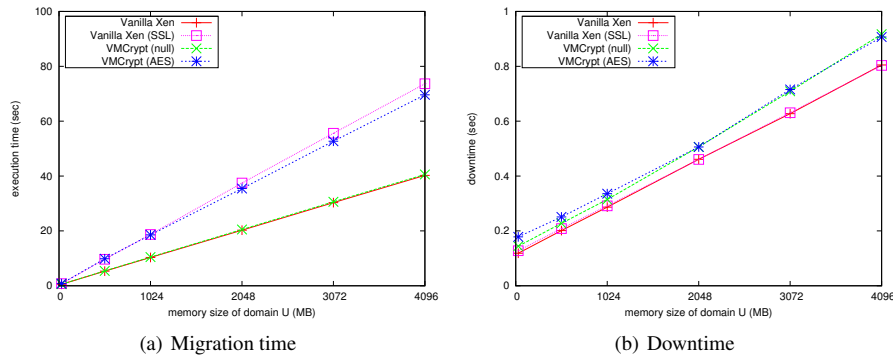 Vanilla Xen
Vanilla Xen (SSL)
VMCrypt (null)
VMCrypt (AES)
100
80
60
40
20
0
execution time (sec)
0 1024 2048 3072 4096
memory size of domain U (MB)
(a) Migration time
Vanilla Xen
Vanilla Xen (SSL)
VMCrypt (null)
VMCrypt (AES)
1
0.8
0.6
0.4
0.2
0
downtime (sec)
0 1024 2048 3072 4096
memory size of domain U (MB)
(b) Downtime